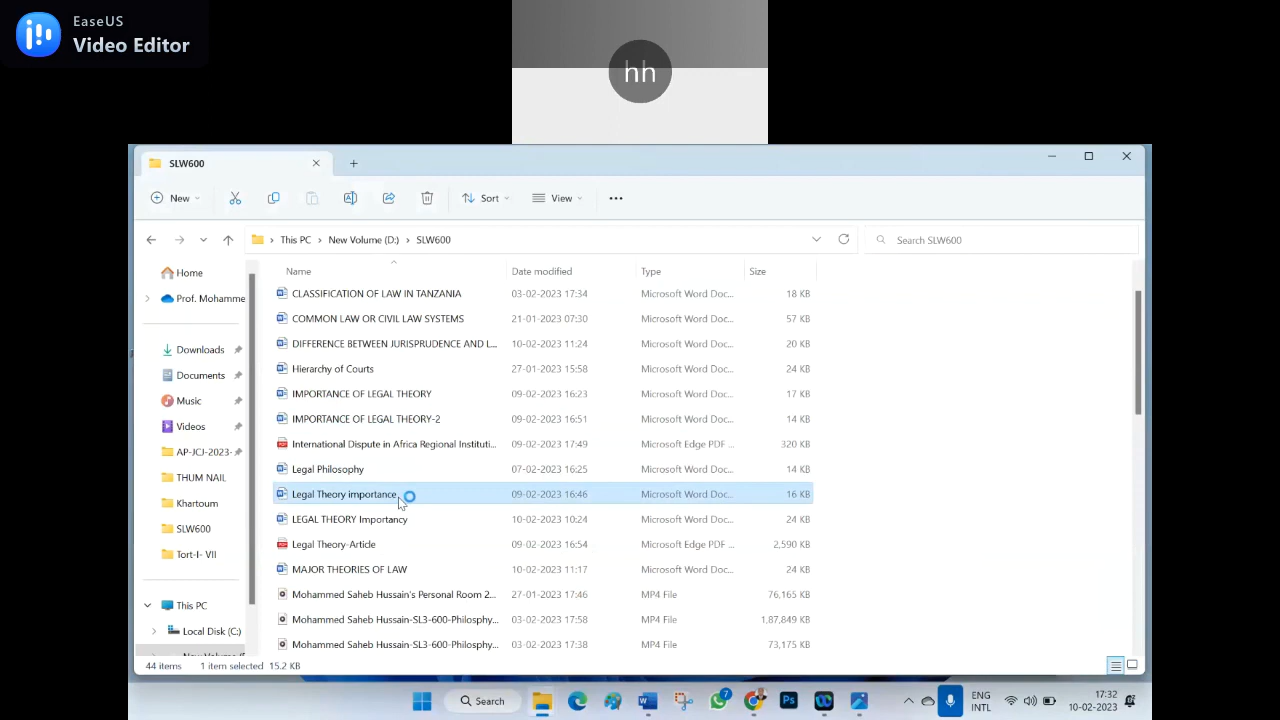 EaseUS
Video Editor
hh
SLW600
New
Sort
View
This PC
New Volume (D:)
SLW600
Search SLW600
Name Date modified Type Size
Home
Prof. Mohamme
Downloads
Documents
Music
Videos
AP-JCJ-2023-
THUM NAIL
Khartoum
SLW600
Tort-I- VII
This PC
Local Disk (C:)
CLASSIFICATION OF LAW IN TANZANIA 03-02-2023 17:34 Microsoft Word Doc... 18 KB
COMMON LAW OR CIVIL LAW SYSTEMS 21-01-2023 07:30 Microsoft Word Doc... 57 KB
DIFFERENCE BETWEEN JURISPRUDENCE AND L... 10-02-2023 11:24 Microsoft Word Doc... 20 KB
Hierarchy of Courts 27-01-2023 15:58 Microsoft Word Doc... 24 KB
IMPORTANCE OF LEGAL THEORY 09-02-2023 16:23 Microsoft Word Doc... 17 KB
IMPORTANCE OF LEGAL THEORY-2 09-02-2023 16:51 Microsoft Word Doc... 14 KB
International Dispute in Africa Regional Instituti... 09-02-2023 17:49 Microsoft Edge PDF ... 320 KB
Legal Philosophy 07-02-2023 16:25 Microsoft Word Doc... 14 KB
Legal Theory importance 09-02-2023 16:46 Microsoft Word Doc... 16 KB
LEGAL THEORY Importancy 10-02-2023 10:24 Microsoft Word Doc... 24 KB
Legal Theory-Article 09-02-2023 16:54 Microsoft Edge PDF ... 2,590 KB
MAJOR THEORIES OF LAW 10-02-2023 11:17 Microsoft Word Doc... 24 KB
Mohammed Saheb Hussain's Personal Room 2... 27-01-2023 17:46 MP4 File 76,165 KB
Mohammed Saheb Hussain-SL3-600-Philosphy... 03-02-2023 17:58 MP4 File 1,87,849 KB
Mohammed Saheb Hussain-SL3-600-Philosphy... 03-02-2023 17:38 MP4 File 73,175 KB
44 items 1 item selected 15.2 KB
Search
7
Ps
ENG
INTL
17:32
10-02-2023